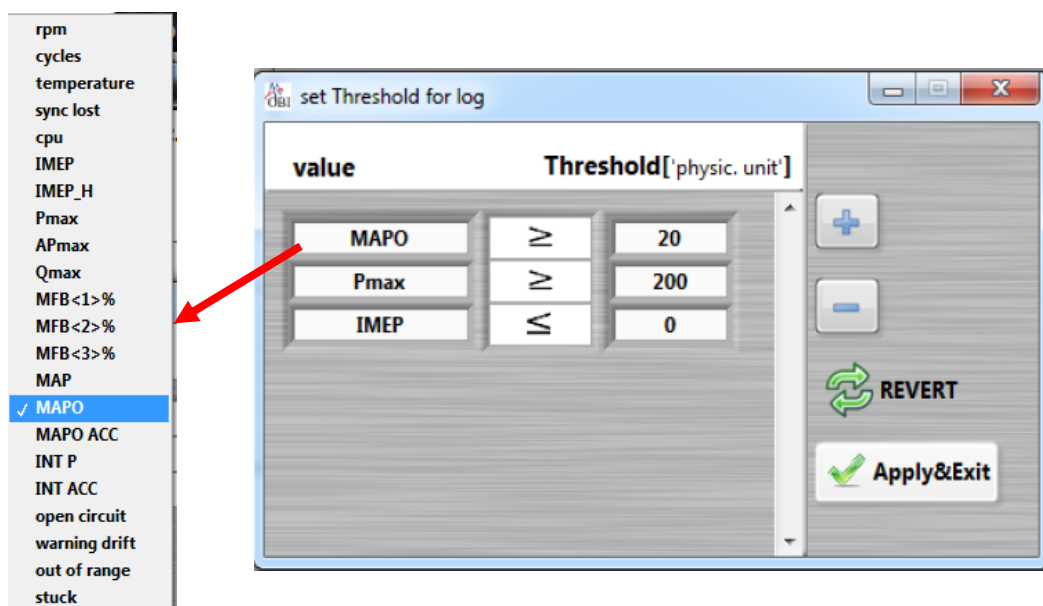 rpm
cycles
temperature
sync lost
cpu
IMEP
IMEP_H
Pmax
APmax
Qmax
MFB<1>%
MFB<2>%
MFB<3>%
MAP
✓ MAPO
MAPO ACC
INT P
INT ACC
open circuit
warning drift
out of range
stuck
OBI set Threshold for log
value Threshold['physic. unit']
MAPO ≥ 20
Pmax ≥ 200
IMEP ≤ 0
REVERT
Apply&Exit